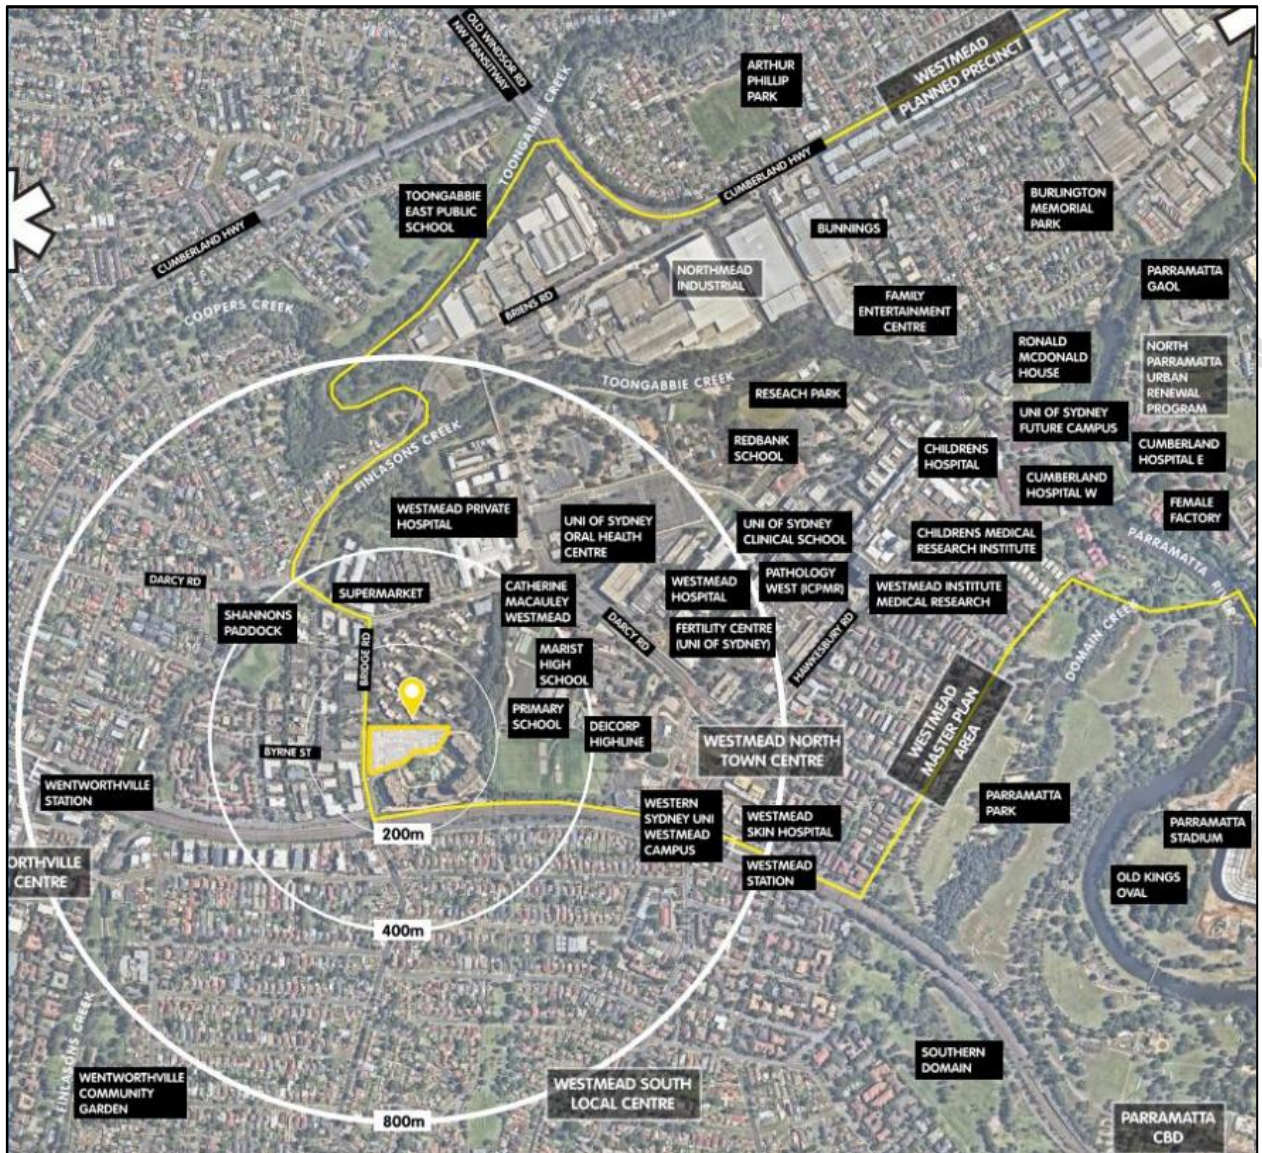 OLD WINDSOR RD
NW TRANSITWAY
WESTMEAD
PLANNED PRECINCT
ARTHUR
PHILLIP
PARK
TOONGABBIE CREEK
CUMBERLAND HWY
TOONGABBIE
EAST PUBLIC
SCHOOL
BURLINGTON
MEMORIAL
PARK
BUNNINGS
CUMBERLAND HWY
NORTHMEAD
INDUSTRIAL
PARRAMATTA
GAOL
COOPERS CREEK
BRIENS RD
FAMILY
ENTERTAINMENT
CENTRE
RONALD
MCDONALD
HOUSE
NORTH
PARRAMATTA
URBAN
RENEWAL
PROGRAM
TOONGABBIE CREEK
RESEACH PARK
UNI OF SYDNEY
FUTURE CAMPUS
FINLASONS CREEK
REDBANK
SCHOOL
CHILDRENS
HOSPITAL
CUMBERLAND
HOSPITAL E
CUMBERLAND
HOSPITAL W
WESTMEAD PRIVATE
HOSPITAL
UNI OF SYDNEY
ORAL HEALTH
CENTRE
UNI OF SYDNEY
CLINICAL SCHOOL
CHILDRENS MEDICAL
RESEARCH INSTITUTE
FEMALE
FACTORY
PARRAMATTA RIVER
DARCY RD
SUPERMARKET
CATHERINE
MACAULEY
WESTMEAD
WESTMEAD
HOSPITAL
PATHOLOGY
WEST (ICPMR)
WESTMEAD INSTITUTE
MEDICAL RESEARCH
SHANNONS
PADDOCK
BRIDGE RD
DARCY RD
FERTILITY CENTRE
(UNI OF SYDNEY)
HAWKESBURY RD
DOMAIN CREEK
MARIST
HIGH
SCHOOL
PRIMARY
SCHOOL
DEICORP
HIGHLINE
WESTMEAD
MASTER PLAN
AREA
BYRNE ST
WESTMEAD NORTH
TOWN CENTRE
WENTWORTHVILLE
STATION
WESTERN
SYDNEY UNI
WESTMEAD
CAMPUS
WESTMEAD
SKIN HOSPITAL
PARRAMATTA
PARK
PARRAMATTA
STADIUM
200m
ORTHVILLE
CENTRE
WESTMEAD
STATION
OLD KINGS
OVAL
400m
FINLASONS CREEK
SOUTHERN
DOMAIN
WENTWORTHVILLE
COMMUNITY
GARDEN
WESTMEAD SOUTH
LOCAL CENTRE
800m
PARRAMATTA
CBD